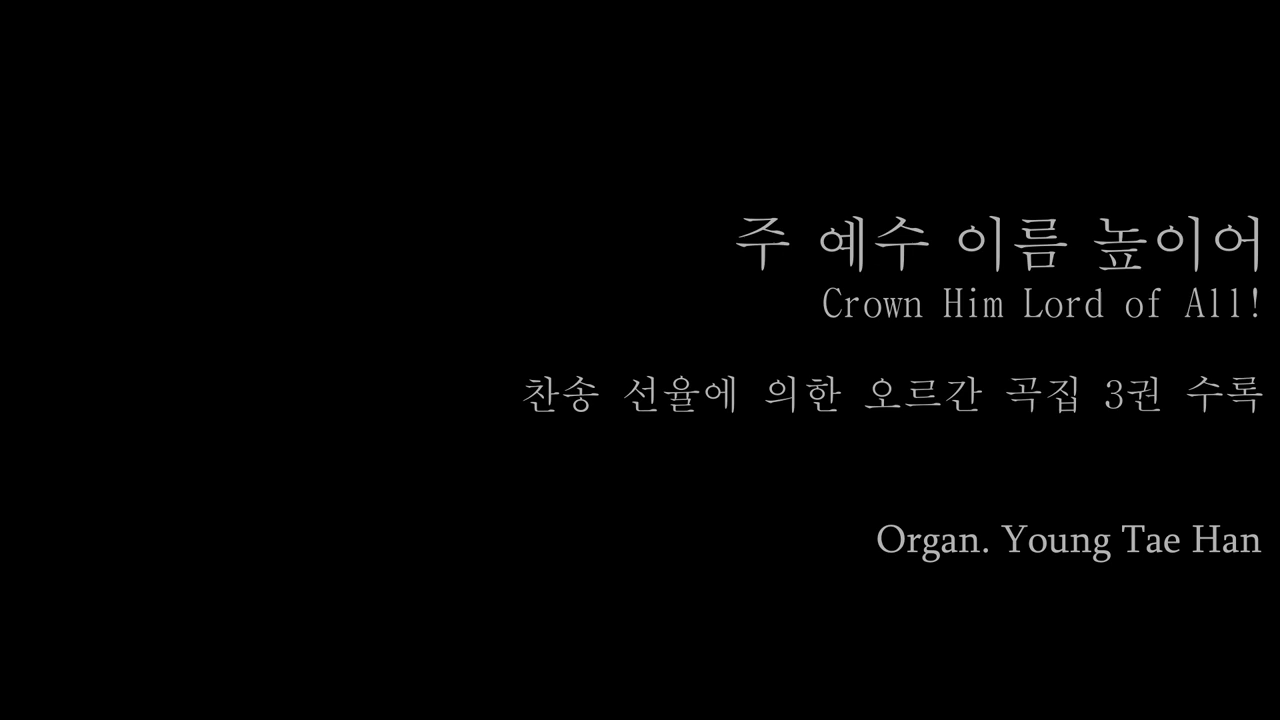 주 예수 이름 높이어
Crown Him Lord of All!
찬송 선율에 의한 오르간 곡집 3권 수록
Organ. Young Tae Han